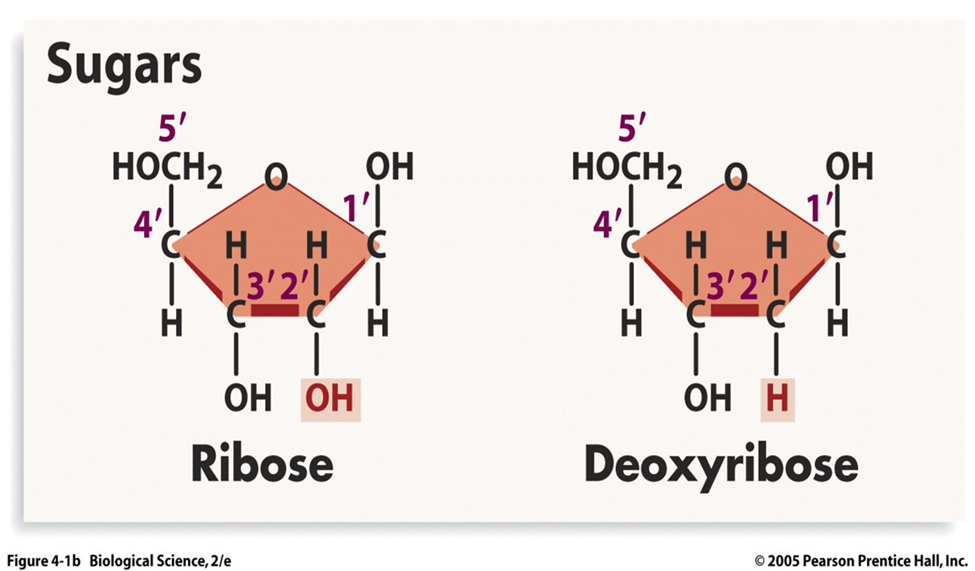 Sugars
5′ 5′
HOCH2 O OH HOCH2 O OH
4′ 1′ 4′ 1′
C H H C C H H C
3′ 2′ 3′ 2′
H C C H H C C H
OH OH OH H
Ribose Deoxyribose
Figure 4-1b Biological Science, 2/e © 2005 Pearson Prentice Hall, Inc.